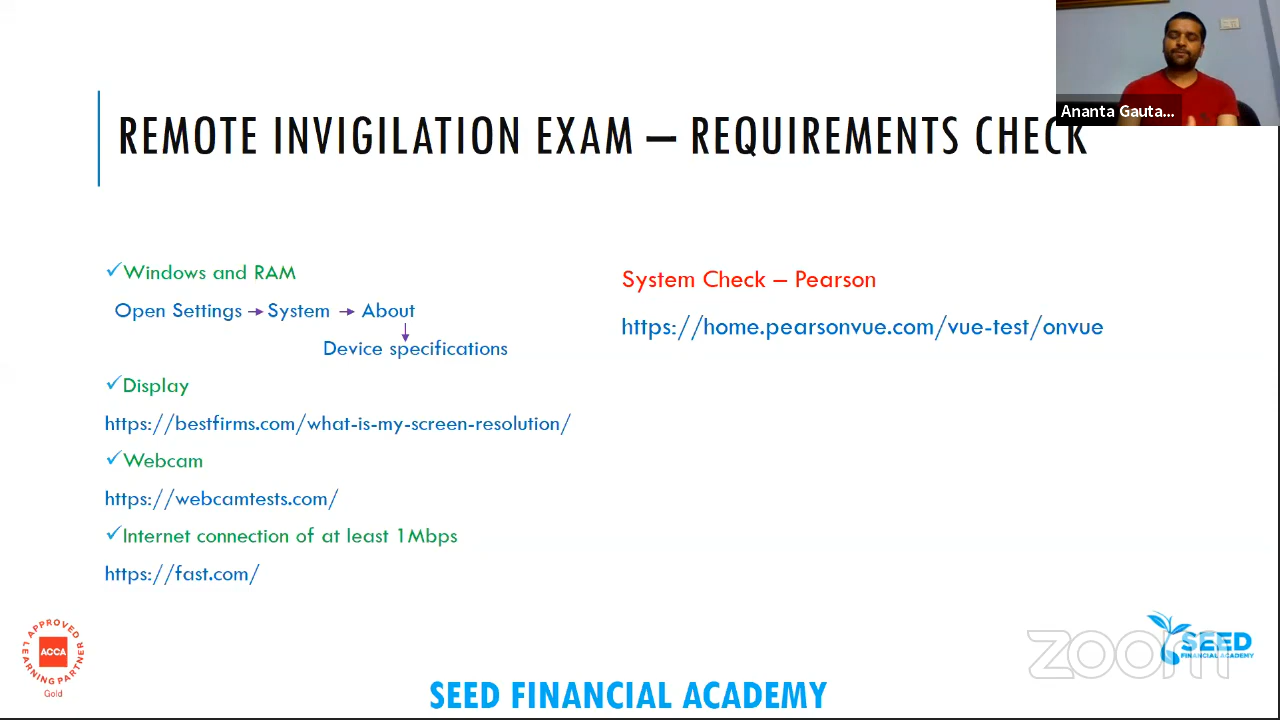 Ananta Gauta...
REMOTE INVIGILATION EXAM – REQUIREMENTS CHECK
✓Windows and RAM
Open Settings → System → About
Device specifications
✓Display
https://bestfirms.com/what-is-my-screen-resolution/
✓Webcam
https://webcamtests.com/
✓Internet connection of at least 1Mbps
https://fast.com/
System Check – Pearson
https://home.pearsonvue.com/vue-test/onvue
APPROVED
LEARNING PARTNER
ACCA
Gold
SEED FINANCIAL ACADEMY
SEED
FINANCIAL ACADEMY
zoom